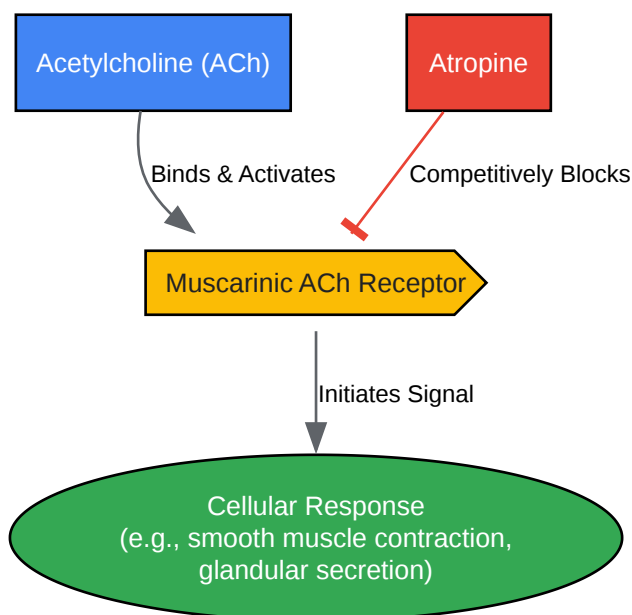 Acetylcholine (ACh)
Atropine
Binds & Activates
Competitively Blocks
Muscarinic ACh Receptor
Initiates Signal
Cellular Response
(e.g., smooth muscle contraction,
glandular secretion)